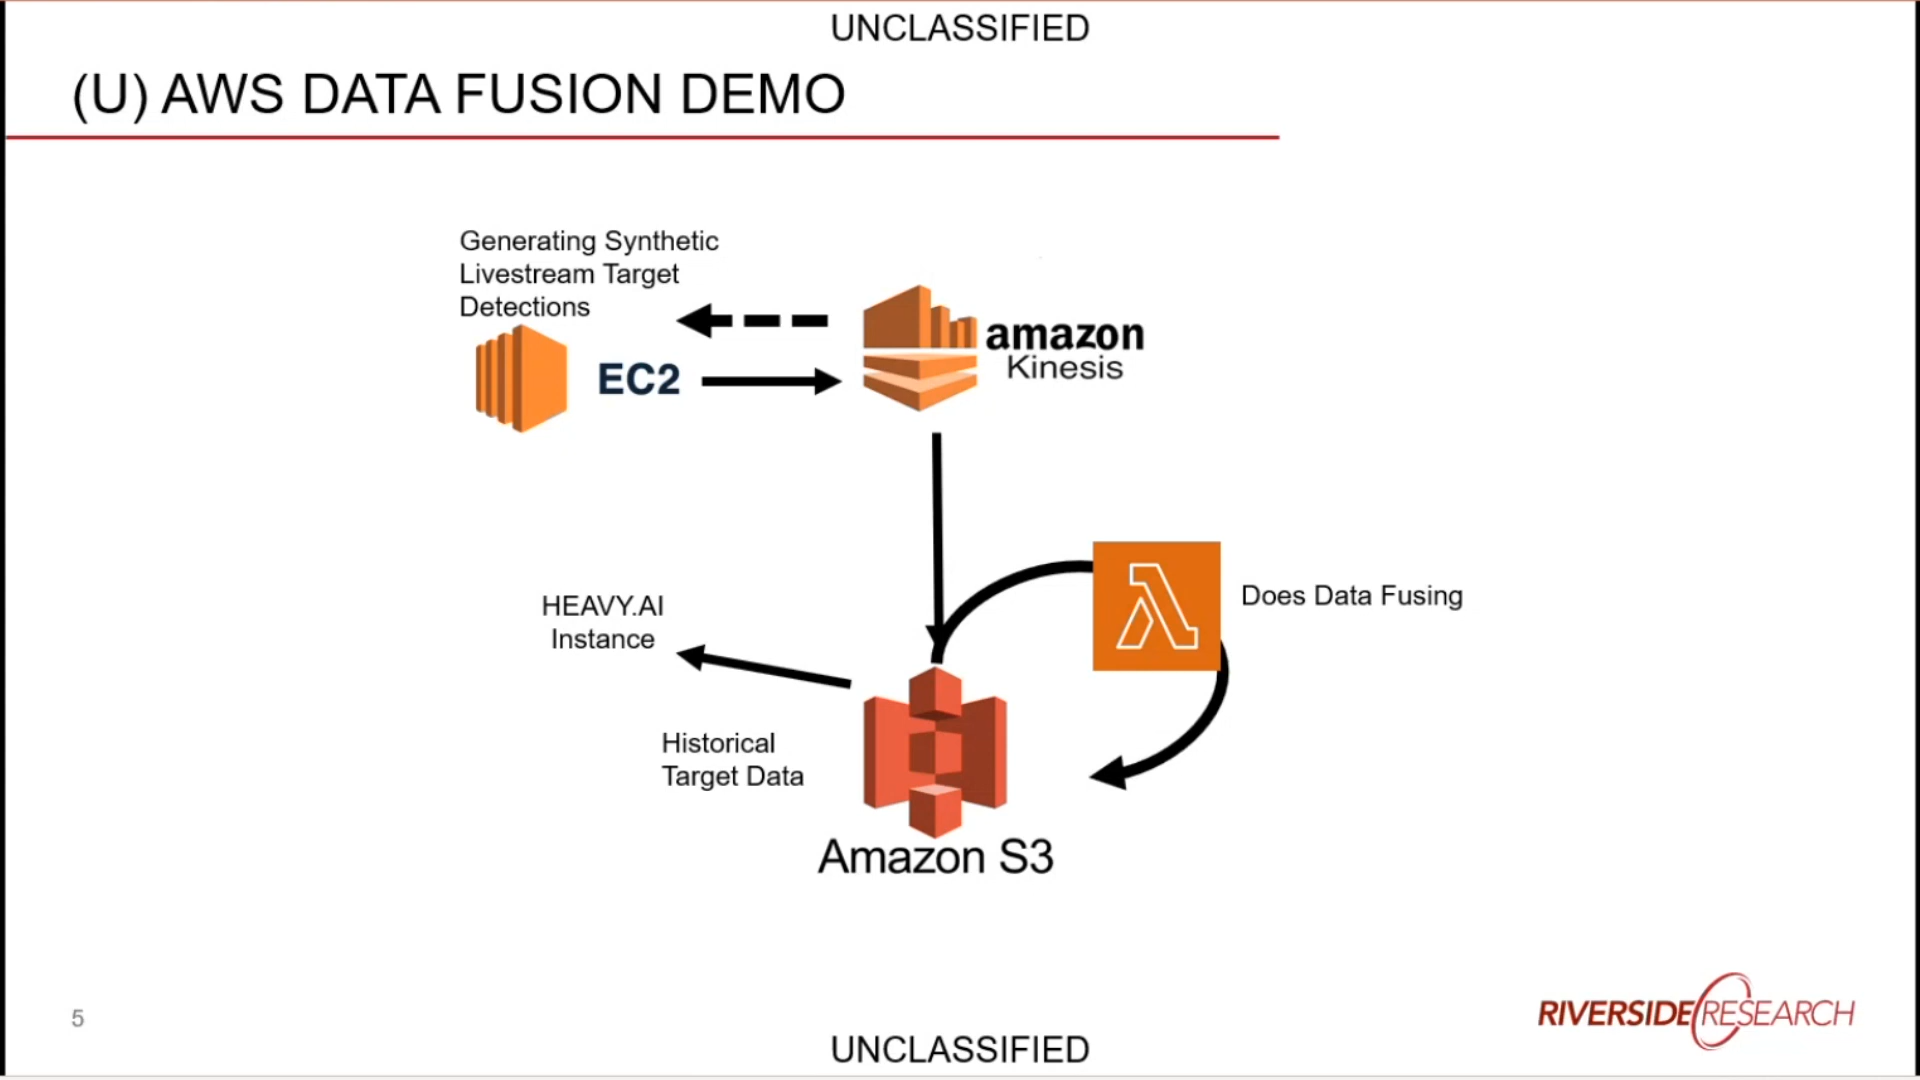 UNCLASSIFIED
(U) AWS DATA FUSION DEMO
Generating Synthetic
Livestream Target
Detections
EC2
amazon
Kinesis
HEAVY.AI
Instance
Does Data Fusing
Historical
Target Data
Amazon S3
5
RIVERSIDE RESEARCH
UNCLASSIFIED